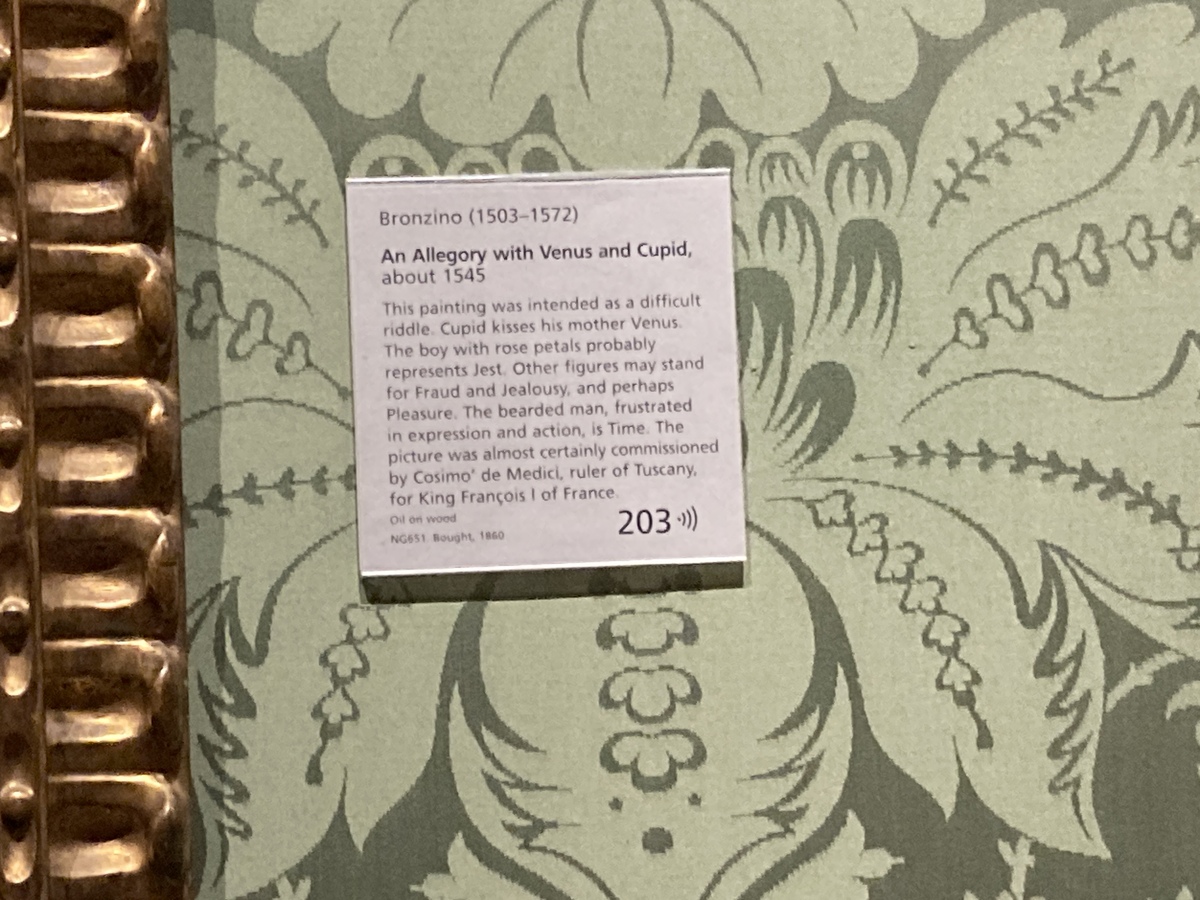 Bronzino (1503–1572)
An Allegory with Venus and Cupid,
about 1545
This painting was intended as a difficult
riddle. Cupid kisses his mother Venus.
The boy with rose petals probably
represents Jest. Other figures may stand
for Fraud and Jealousy, and perhaps
Pleasure. The bearded man, frustrated
in expression and action, is Time. The
picture was almost certainly commissioned
by Cosimo' de Medici, ruler of Tuscany,
for King François I of France.
Oil on wood
NG651. Bought, 1860
203